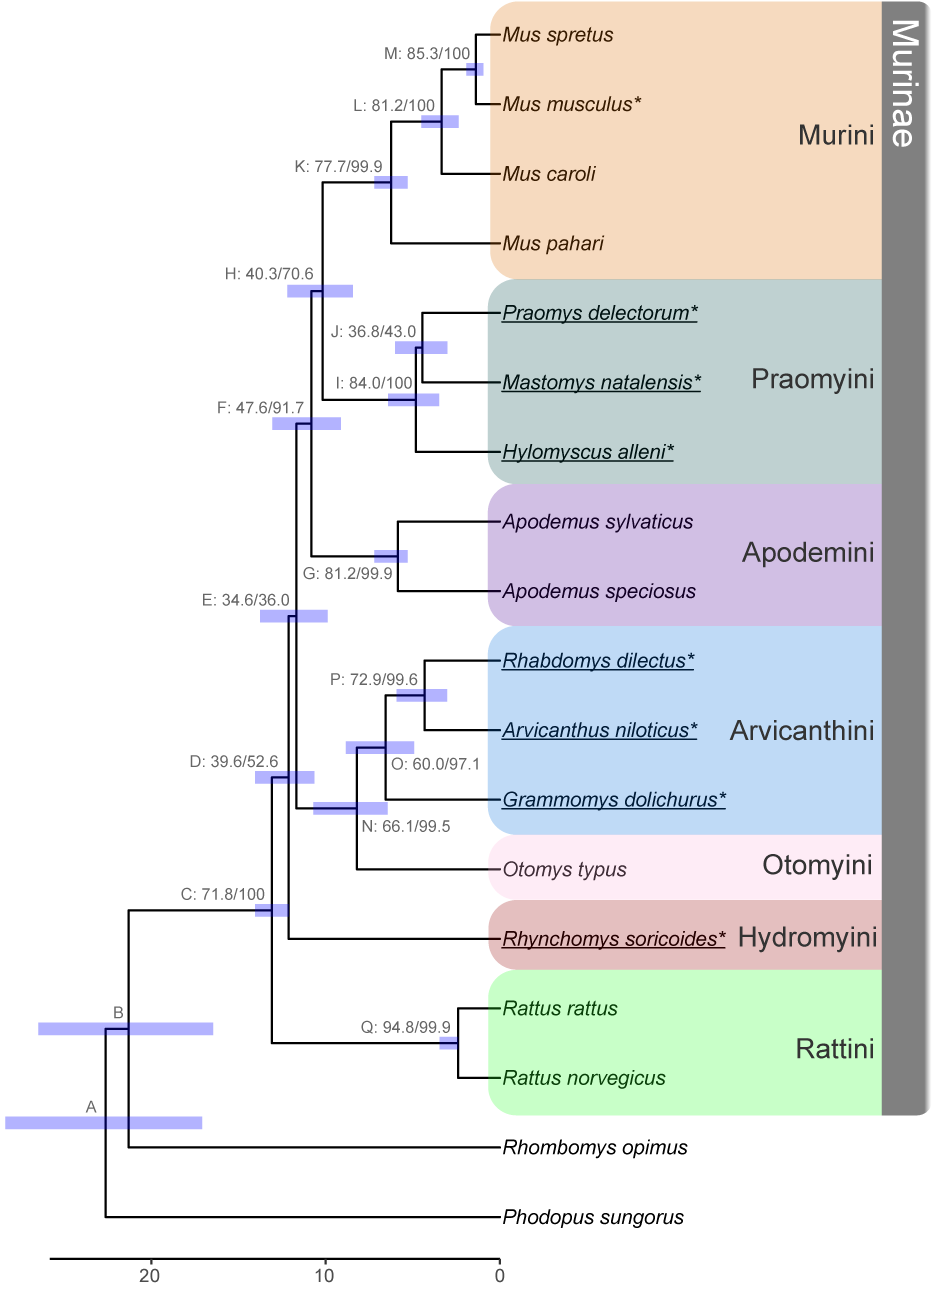 Murinae
Mus spretus
M: 85.3/100
Mus musculus*
L: 81.2/100
Murini
K: 77.7/99.9
Mus caroli
Mus pahari
H: 40.3/70.6
Praomys delectorum*
J: 36.8/43.0
Mastomys natalensis*
Praomyini
I: 84.0/100
F: 47.6/91.7
Hylomyscus alleni*
Apodemus sylvaticus
Apodemini
G: 81.2/99.9
Apodemus speciosus
E: 34.6/36.0
Rhabdomys dilectus*
P: 72.9/99.6
Arvicanthus niloticus*
Arvicanthini
D: 39.6/52.6
O: 60.0/97.1
Grammomys dolichurus*
N: 66.1/99.5
Otomys typus
Otomyini
C: 71.8/100
Rhynchomys soricoides*
Hydromyini
Rattus rattus
B
Q: 94.8/99.9
Rattini
Rattus norvegicus
A
Rhombomys opimus
Phodopus sungorus
20
10
0